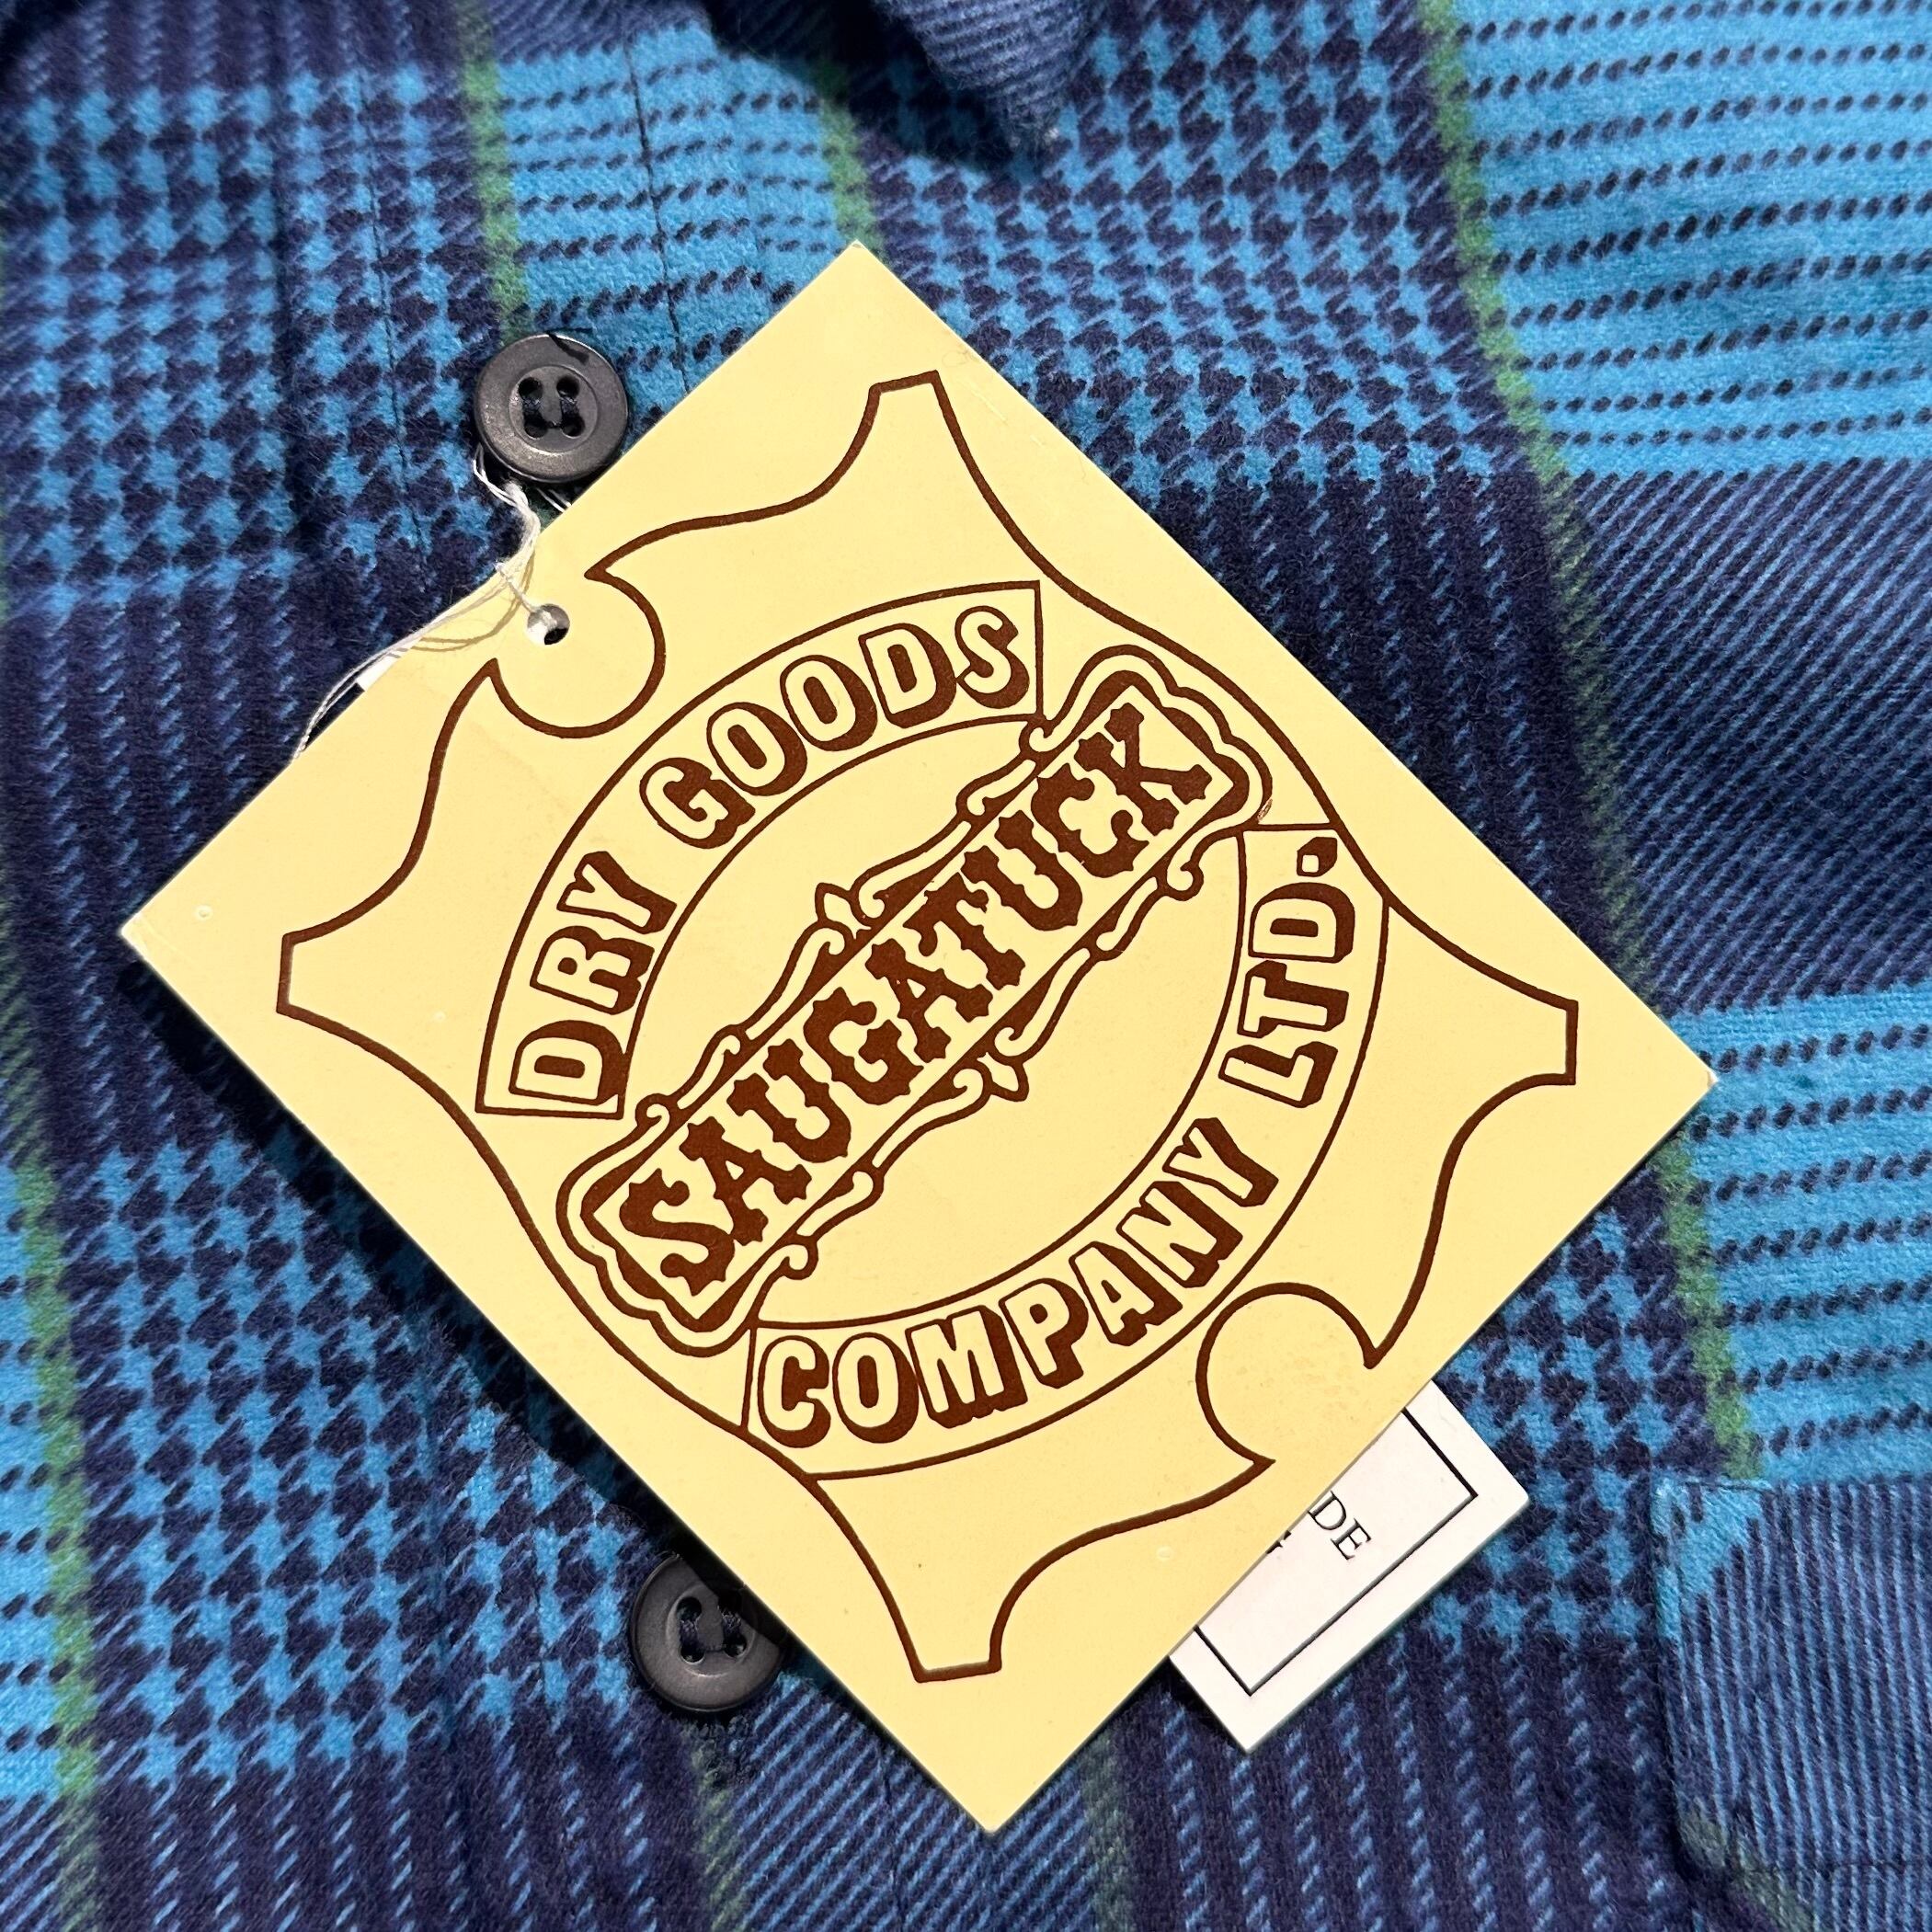 DRY GOODS
SAUGATUCK
COMPANY LTD.
DE